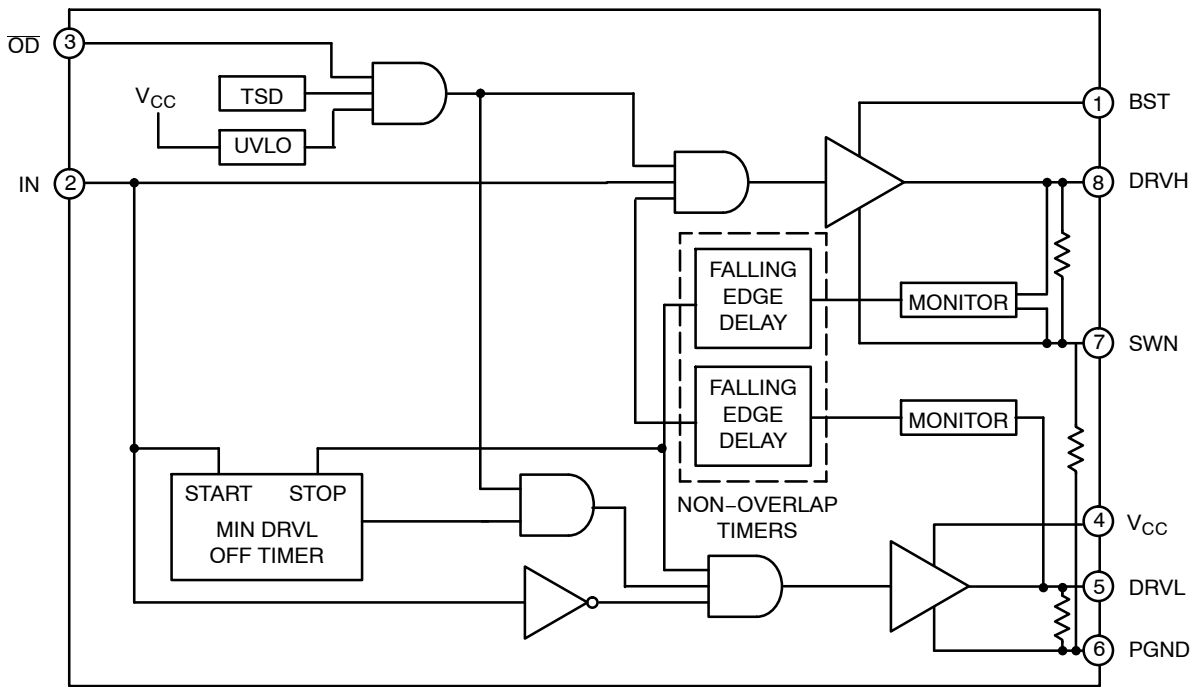 OD
3
TSD
VCC
UVLO
1
BST
IN
2
8
DRVH
FALLING
EDGE
DELAY
MONITOR
7
SWN
FALLING
EDGE
DELAY
MONITOR
START
STOP
MIN DRVL
OFF TIMER
NON−OVERLAP
TIMERS
4
VCC
5
DRVL
6
PGND